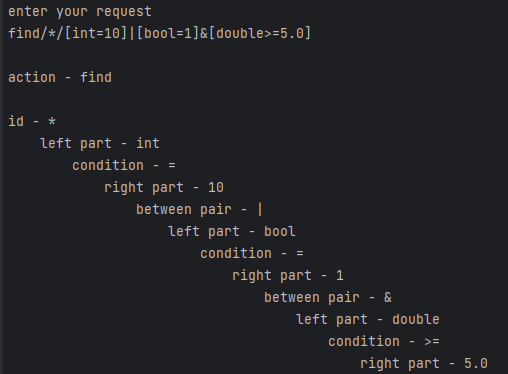 enter your request
find/*/[int=10]|[bool=1]&[double>=5.0]
action - find
id - *
left part - int
condition - =
right part - 10
between pair - |
left part - bool
condition - =
right part - 1
between pair - &
left part - double
condition - >=
right part - 5.0